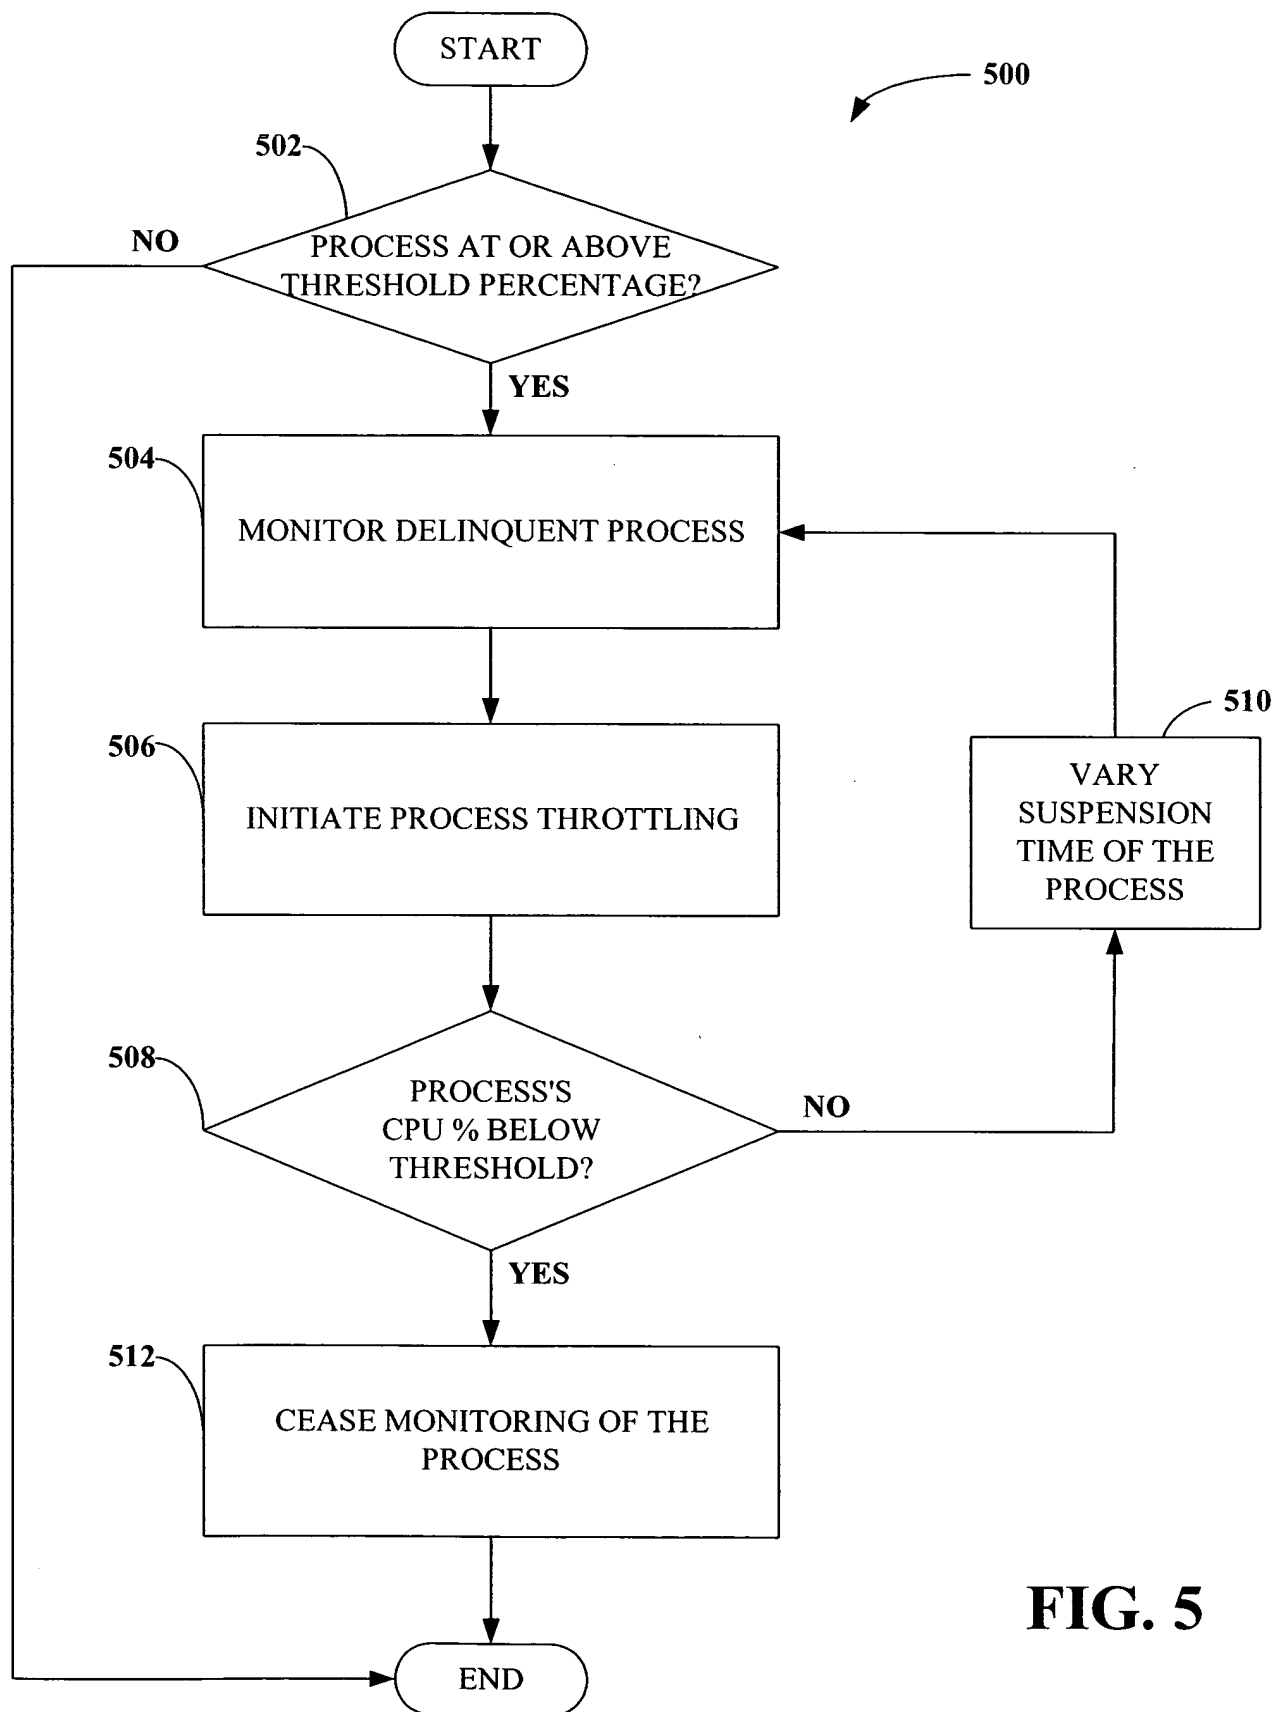 START
500
502
NO
PROCESS AT OR ABOVE
THRESHOLD PERCENTAGE?
YES
504
MONITOR DELINQUENT PROCESS
506
INITIATE PROCESS THROTTLING
510
VARY
SUSPENSION
TIME OF THE
PROCESS
508
PROCESS'S
CPU % BELOW
THRESHOLD?
NO
YES
512
CEASE MONITORING OF THE
PROCESS
END
FIG. 5